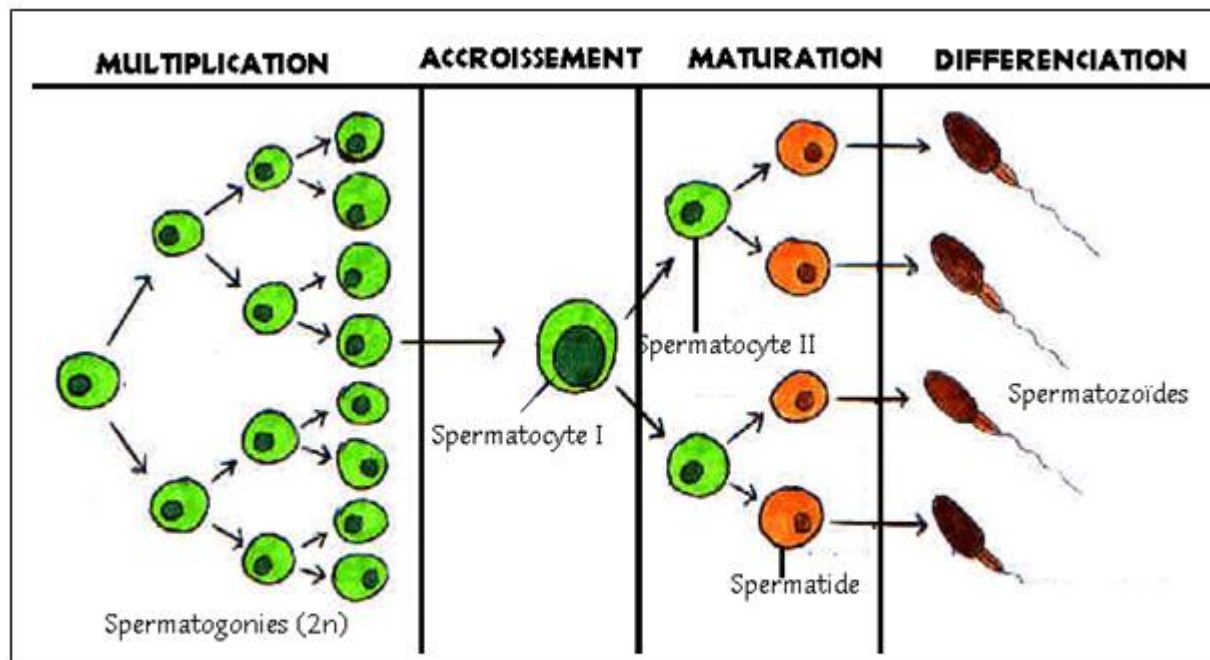 MULTIPLICATION
ACCROISSEMENT
MATURATION
DIFFERENCIATION
Spermatocyte II
Spermatozoïdes
Spermatocyte I
Spermatide
Spermatogonies (2n)